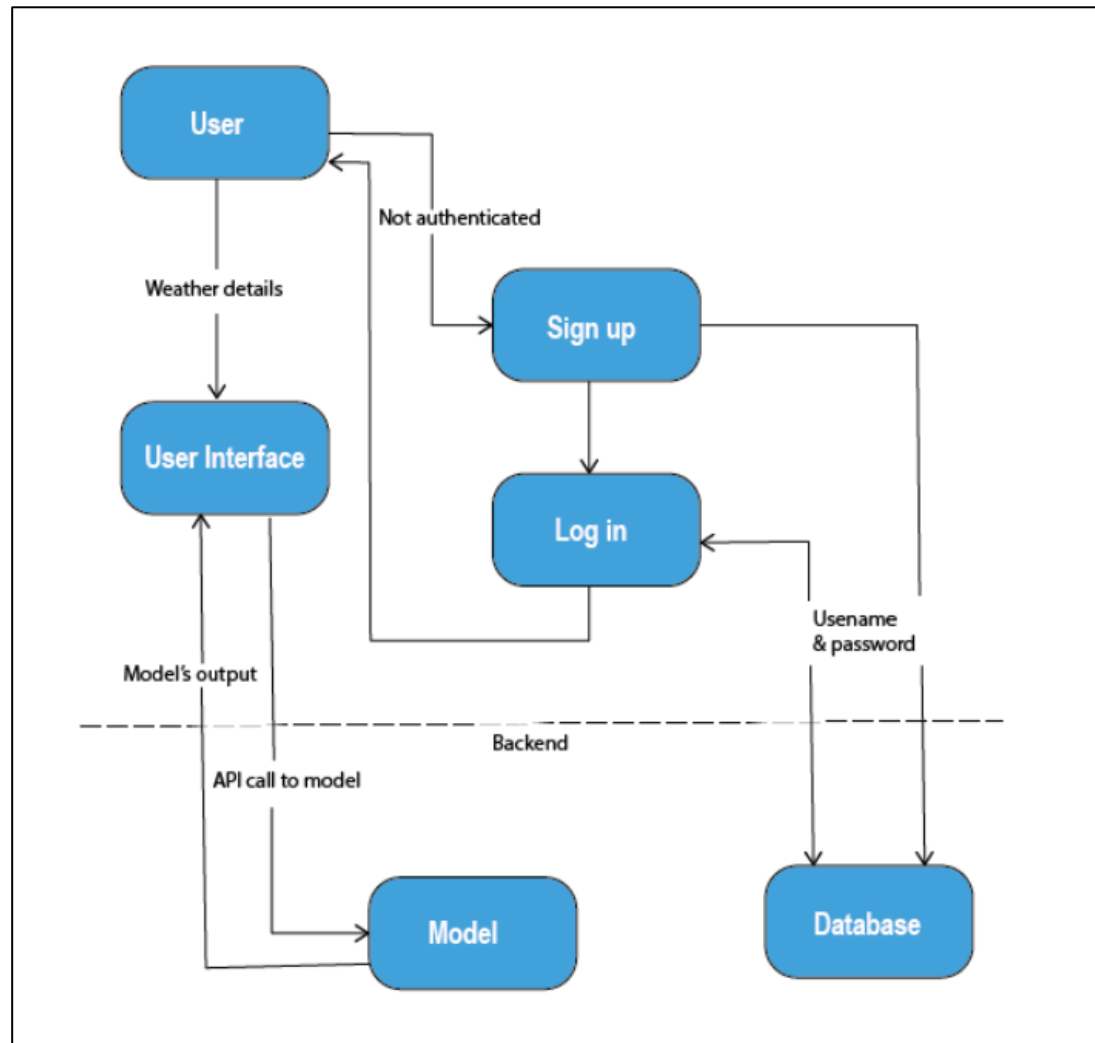 User
Not authenticated
Weather details
Sign up
User Interface
Log in
Usename
& password
Model's output
Backend
API call to model
Model
Database